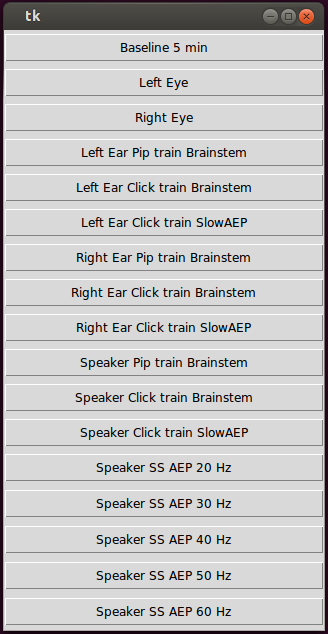 tk
Baseline 5 min
Left Eye
Right Eye
Left Ear Pip train Brainstem
Left Ear Click train Brainstem
Left Ear Click train SlowAEP
Right Ear Pip train Brainstem
Right Ear Click train Brainstem
Right Ear Click train SlowAEP
Speaker Pip train Brainstem
Speaker Click train Brainstem
Speaker Click train SlowAEP
Speaker SS AEP 20 Hz
Speaker SS AEP 30 Hz
Speaker SS AEP 40 Hz
Speaker SS AEP 50 Hz
Speaker SS AEP 60 Hz